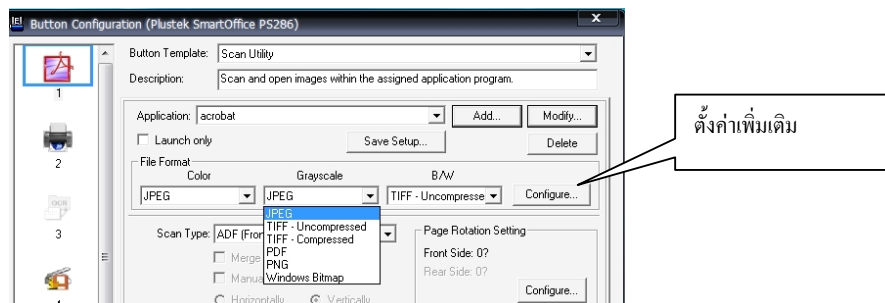 Button Configuration (Plustek SmartOffice PS286)
x
Button Template: Scan Utility
Description: Scan and open images within the assigned application program.
1
Application: acrobat Add... Modify...
Launch only Save Setup... Delete
ตั้งค่าเพิ่มเติม
2
File Format
Color Grayscale B/W
JPEG JPEG TIFF - Uncompresse Configure...
JPEG
TIFF - Uncompressed
TIFF - Compressed
PDF
PNG
Windows Bitmap
OCR
3
Scan Type: ADF (Fror
Page Rotation Setting
Merge
Front Side: 0?
Manua
Rear Side: 0?
Horizontally Vertically
Configure...